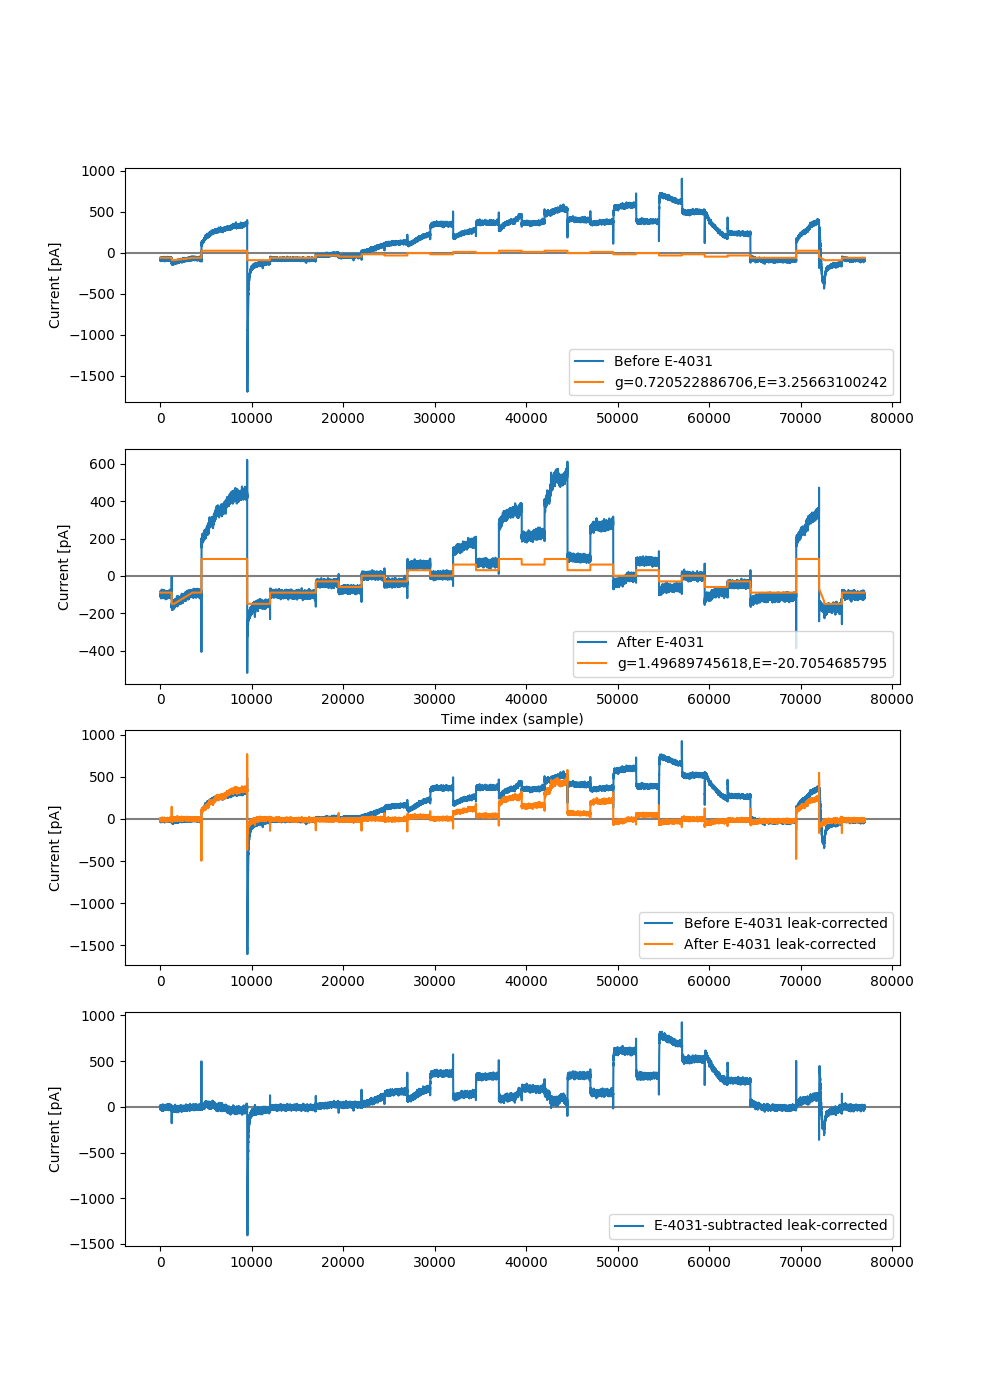 1000
500
0
−500
−1000
−1500
Current [pA]
Before E-4031
g=0.720522886706,E=3.25663100242
0 10000 20000 30000 40000 50000 60000 70000 80000
600
400
200
0
−200
−400
Current [pA]
After E-4031
g=1.49689745618,E=-20.7054685795
0 10000 20000 30000 40000 50000 60000 70000 80000
Time index (sample)
1000
500
0
−500
−1000
−1500
Current [pA]
Before E-4031 leak-corrected
After E-4031 leak-corrected
0 10000 20000 30000 40000 50000 60000 70000 80000
1000
500
0
−500
−1000
−1500
Current [pA]
E-4031-subtracted leak-corrected
0 10000 20000 30000 40000 50000 60000 70000 80000